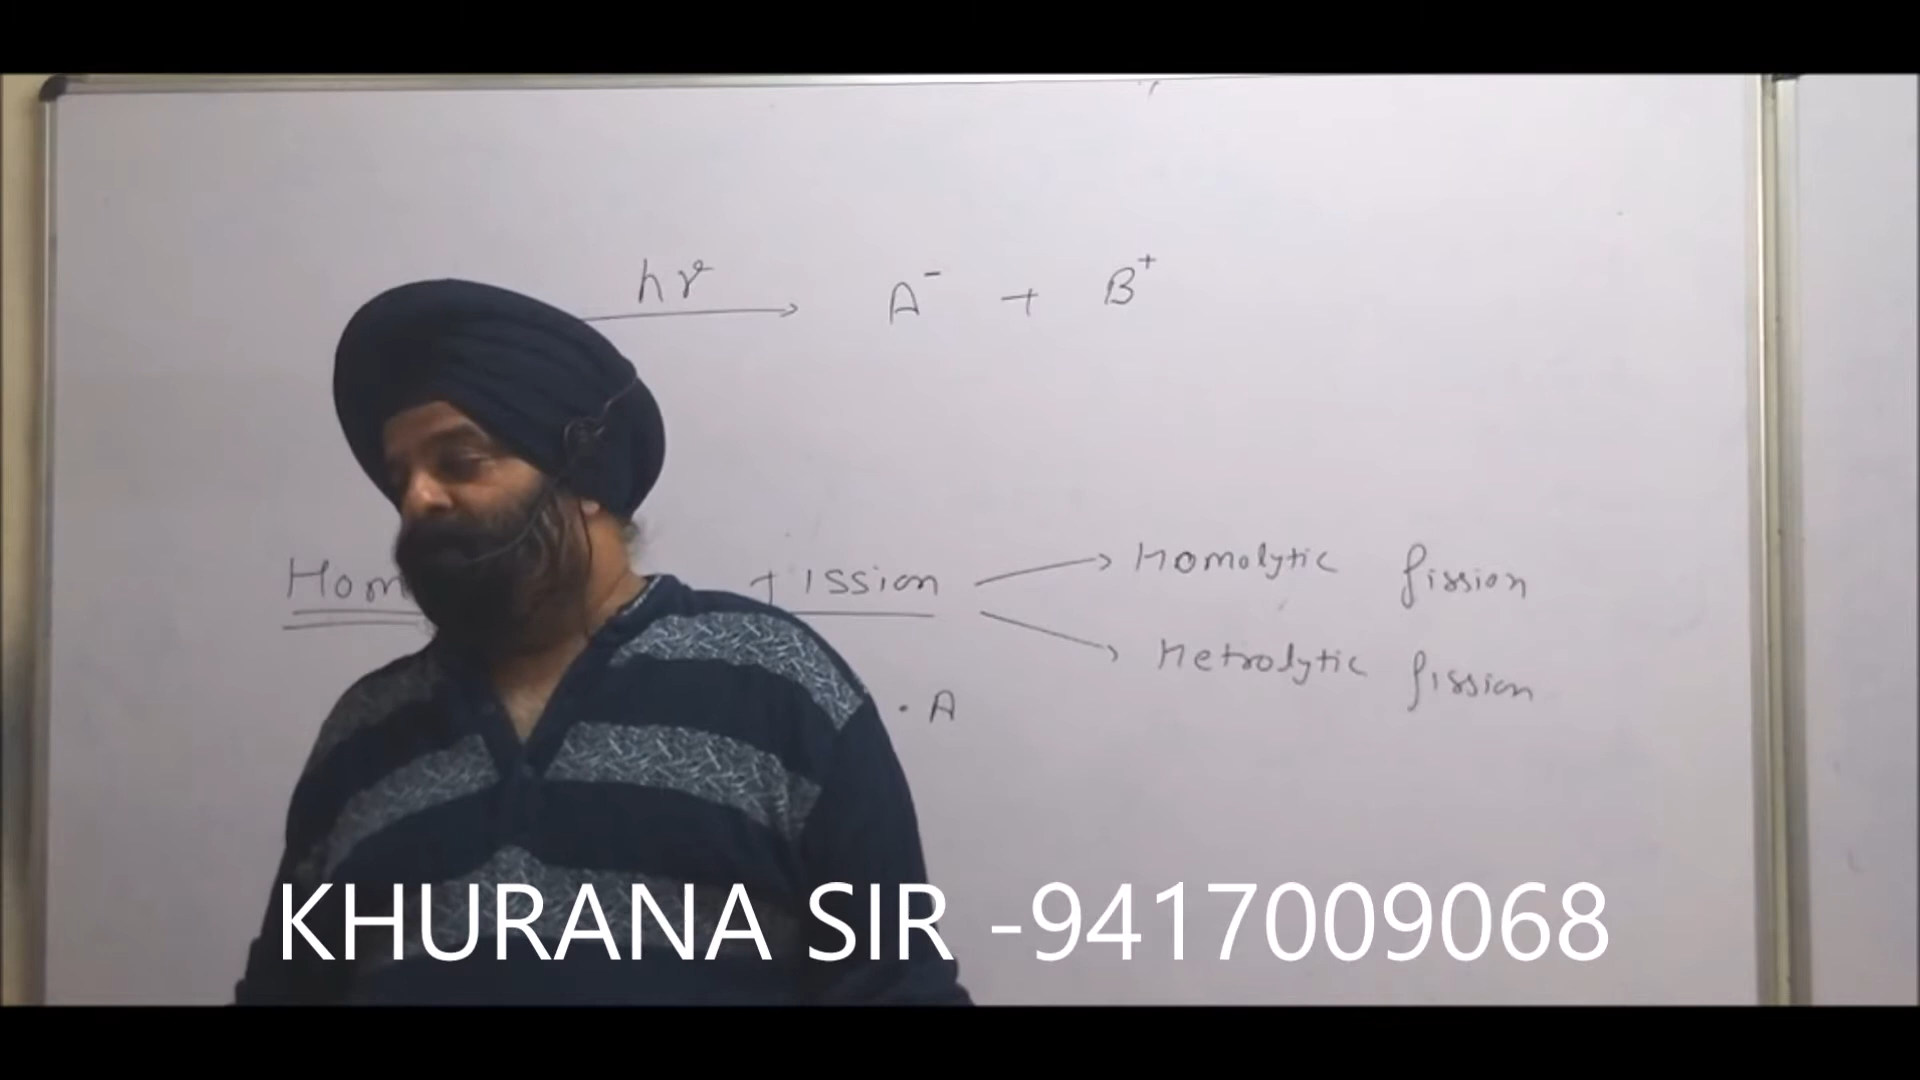 hν → A⁻ + B⁺
Hom fission → Homolytic fission
→ Hetrolytic fission
· A
KHURANA SIR -9417009068